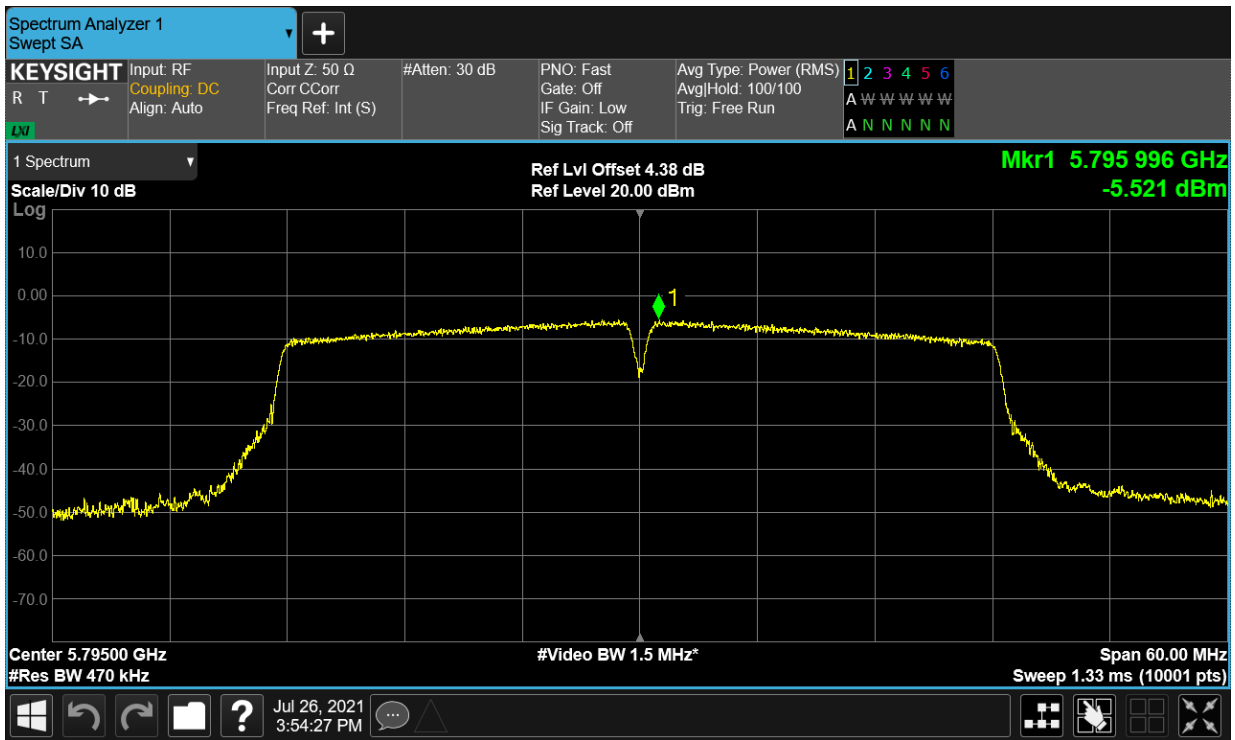 Spectrum Analyzer 1
Swept SA
+
KEYSIGHT
R T
LXI
Input: RF
Coupling: DC
Align: Auto
Input Z: 50 Ω
Corr CCorr
Freq Ref: Int (S)
#Atten: 30 dB
PNO: Fast
Gate: Off
IF Gain: Low
Sig Track: Off
Avg Type: Power (RMS)
Avg|Hold: 100/100
Trig: Free Run
1 2 3 4 5 6
A W W W W W
A N N N N N
1 Spectrum
Scale/Div 10 dB
Ref Lvl Offset 4.38 dB
Ref Level 20.00 dBm
Mkr1 5.795 996 GHz
-5.521 dBm
Log
10.0
0.00
-10.0
-20.0
-30.0
-40.0
-50.0
-60.0
-70.0
1
Center 5.79500 GHz
#Res BW 470 kHz
#Video BW 1.5 MHz*
Span 60.00 MHz
Sweep 1.33 ms (10001 pts)
?
Jul 26, 2021
3:54:27 PM